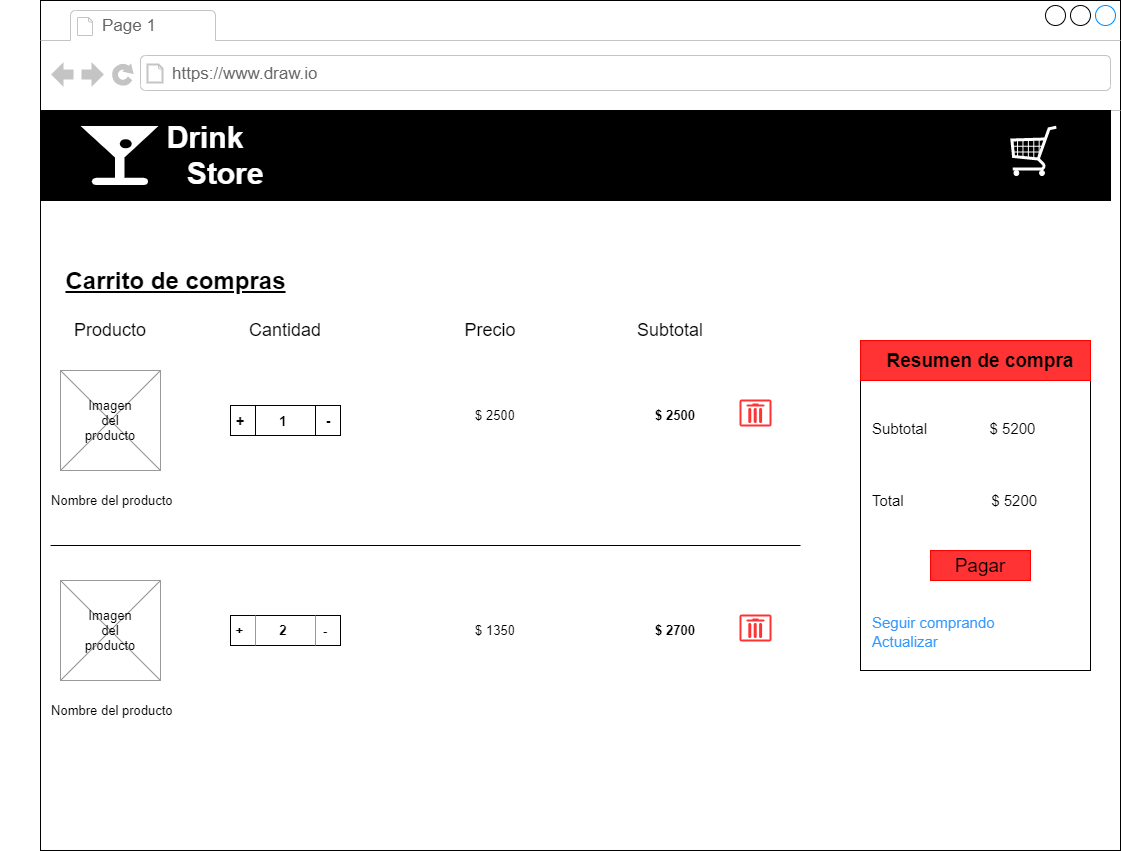 Page 1
https://www.draw.io
Drink
Store
Carrito de compras
Producto
Cantidad
Precio
Subtotal
Resumen de compra
Imagen
del
producto
+ 1 -
$ 2500
$ 2500
Subtotal
$ 5200
Nombre del producto
Total
$ 5200
Pagar
Imagen
del
producto
+ 2 -
$ 1350
$ 2700
Seguir comprando
Actualizar
Nombre del producto